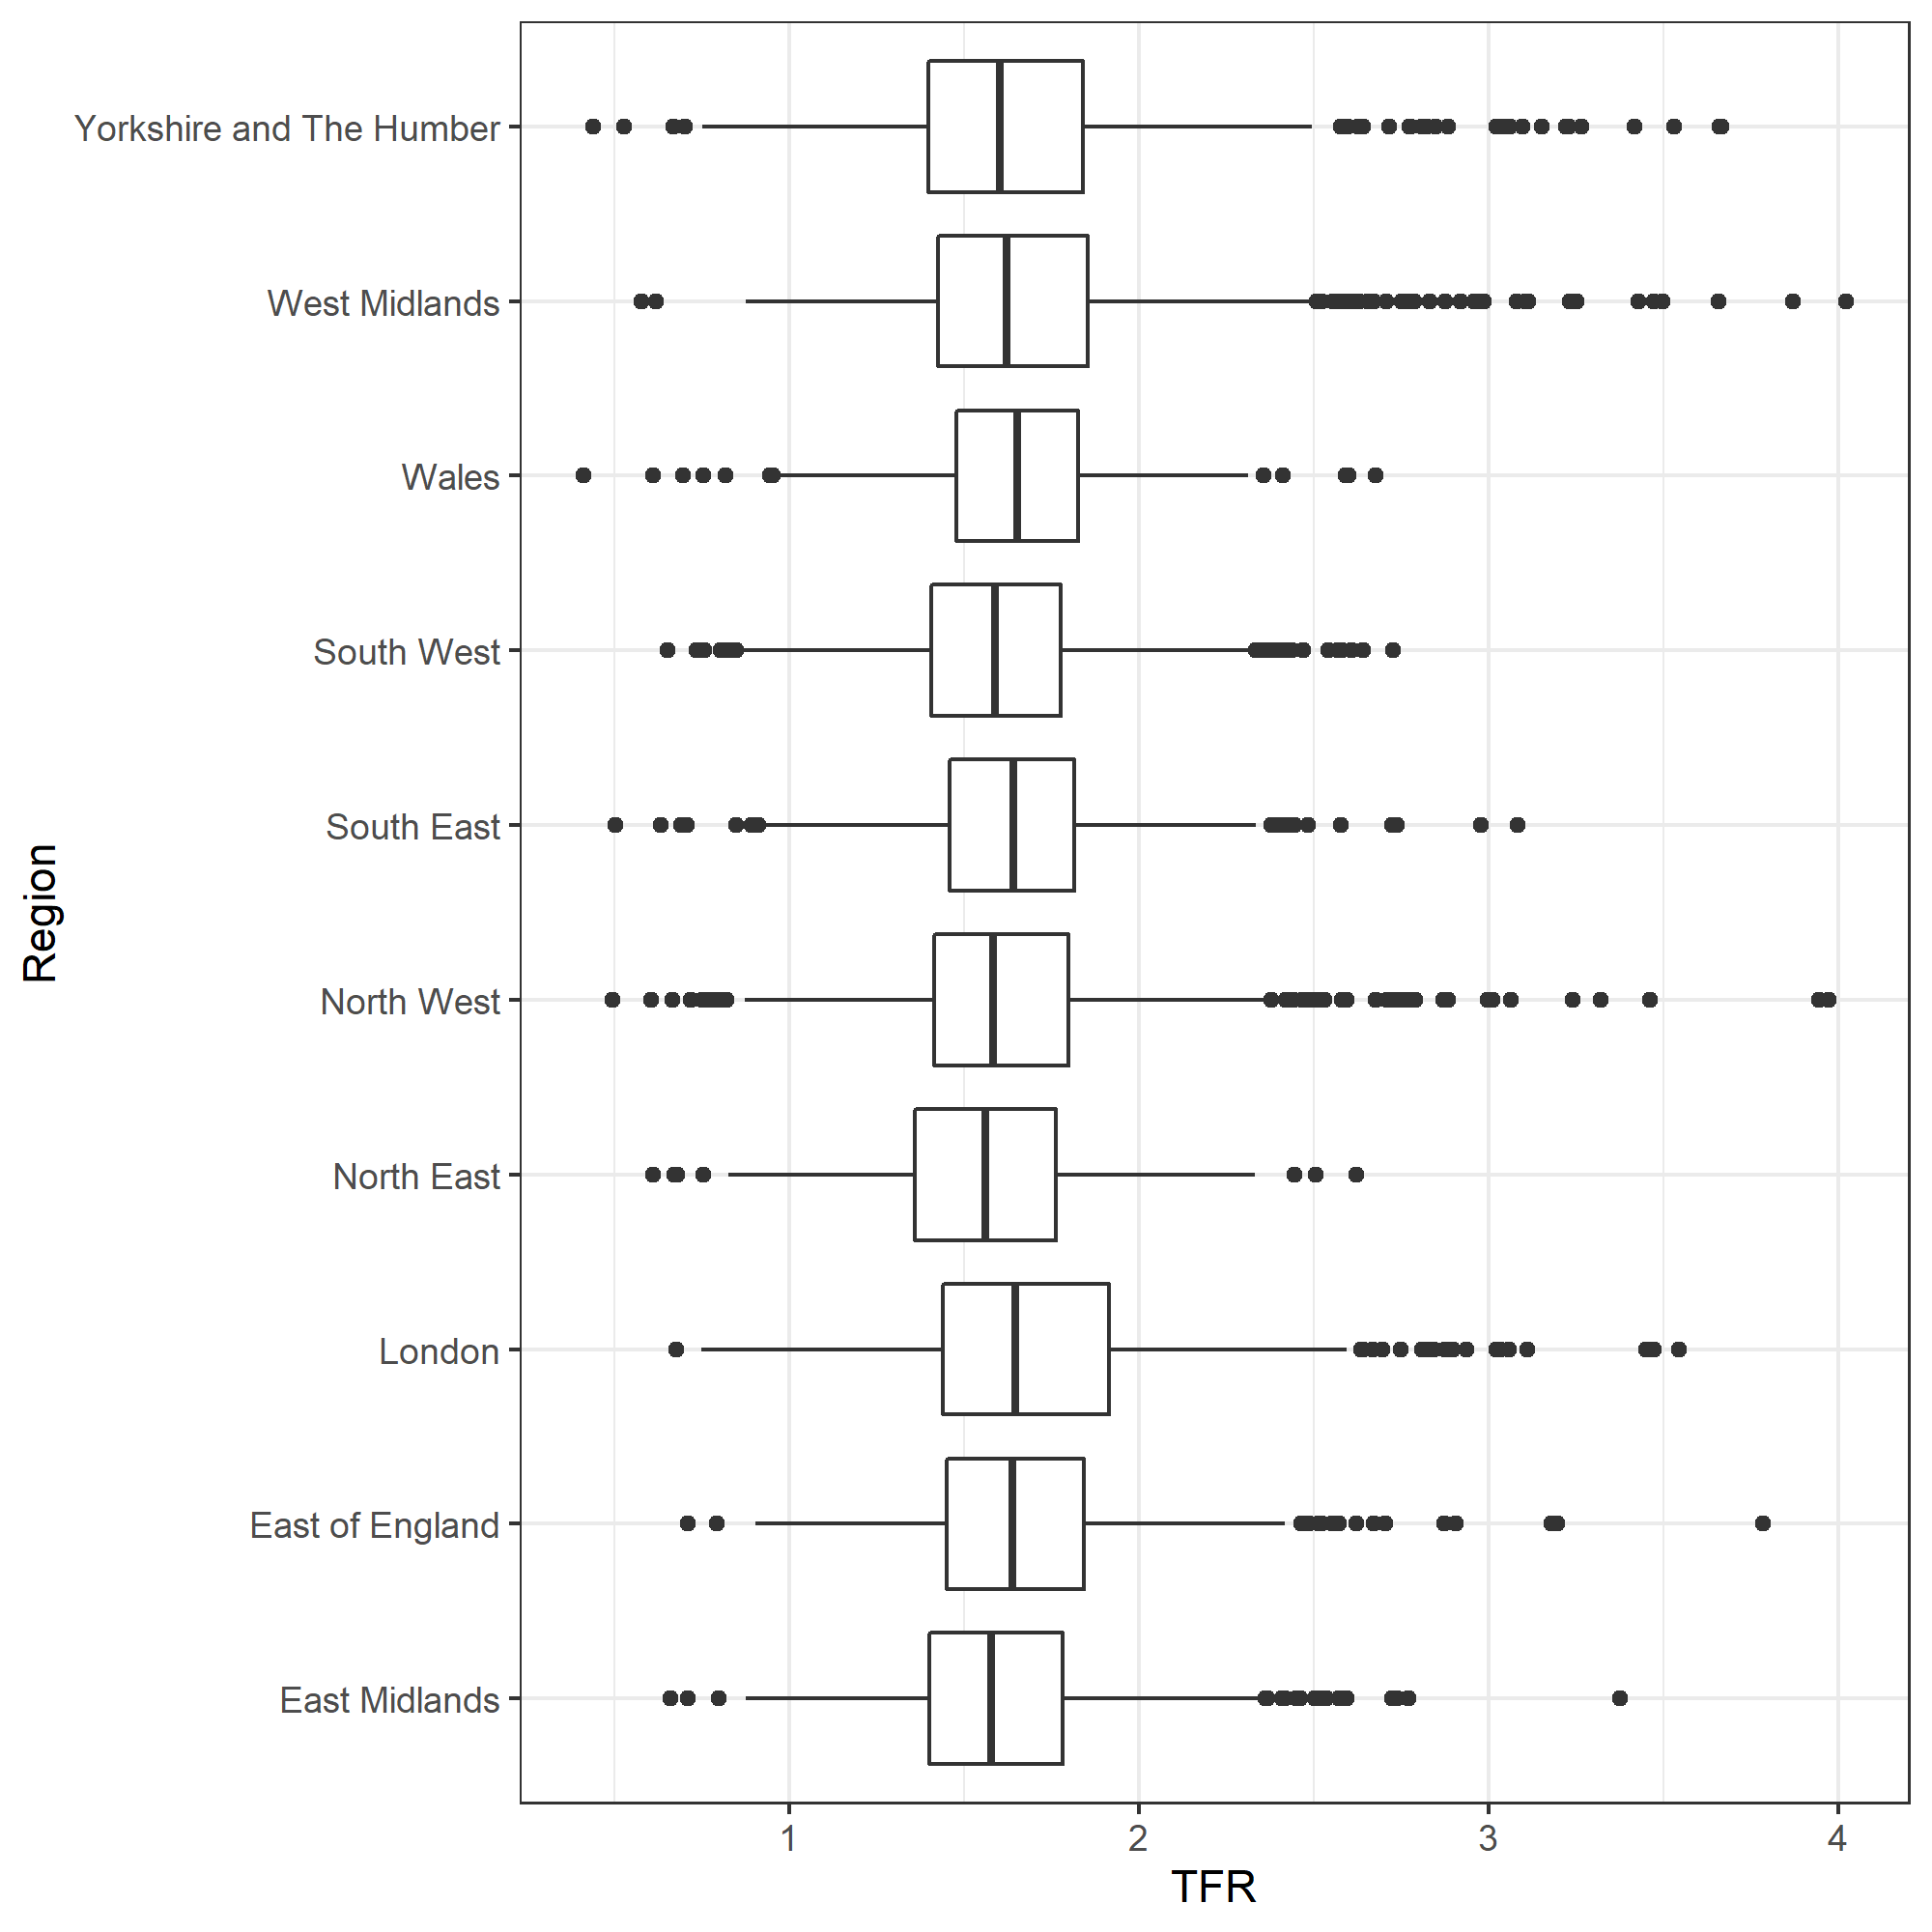 Yorkshire and The Humber
West Midlands
Wales
South West
South East
North West
North East
London
East of England
East Midlands
Region
1 2 3 4
TFR